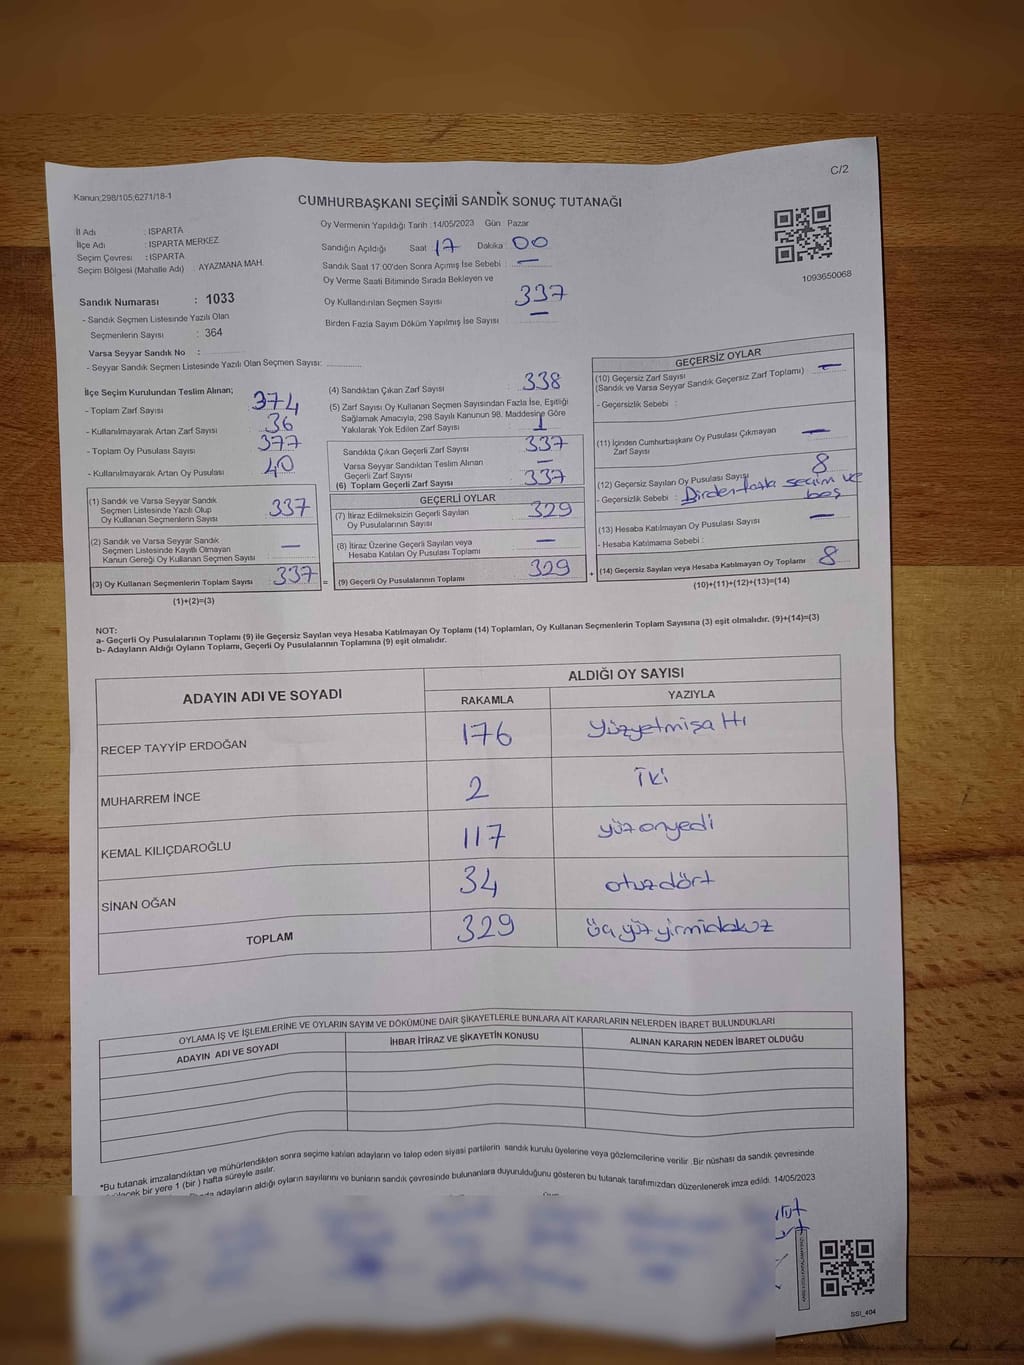 C/2
Kanun;298/105;6271/18-1
CUMHURBAŞKANI SEÇİMİ SANDIK SONUÇ TUTANAĞI
İl Adı : ISPARTA
İlçe Adı : ISPARTA MERKEZ
Seçim Çevresi : ISPARTA
Seçim Bölgesi (Mahalle Adı) : AYAZMANA MAH.
Sandık Numarası : 1033
- Sandık Seçmen Listesinde Yazılı Olan
Seçmenlerin Sayısı : 364
Varsa Seyyar Sandık No :
- Seyyar Sandık Seçmen Listesinde Yazılı Olan Seçmen Sayısı:
Oy Vermenin Yapıldığı Tarih : 14/05/2023 Gün : Pazar
Sandığın Açıldığı Saat 17 Dakika 00
Sandık Saat 17:00'den Sonra Açımış İse Sebebi : —
Oy Verme Saati Bitiminde Sırada Bekleyen ve
Oy Kullandırılan Seçmen Sayısı 337
Birden Fazla Sayım Döküm Yapılmış İse Sayısı —
1093650068
İlçe Seçim Kurulundan Teslim Alınan;
- Toplam Zarf Sayısı 374
- Kullanılmayarak Artan Zarf Sayısı 36
- Toplam Oy Pusulası Sayısı 377
- Kullanılmayarak Artan Oy Pusulası 40
(1) Sandık ve Varsa Seyyar Sandık
Seçmen Listesinde Yazılı Olup
Oy Kullanan Seçmenlerin Sayısı 337
(2) Sandık ve Varsa Seyyar Sandık
Seçmen Listesinde Kayıtlı Olmayan
Kanun Gereği Oy Kullanan Seçmen Sayısı —
(3) Oy Kullanan Seçmenlerin Toplam Sayısı 337 =
(1)+(2)=(3)
(4) Sandıktan Çıkan Zarf Sayısı 338
(5) Zarf Sayısı Oy Kullanan Seçmen Sayısından Fazla İse, Eşitliği
Sağlamak Amacıyla, 298 Sayılı Kanunun 98. Maddesine Göre
Yakılarak Yok Edilen Zarf Sayısı 1
Sandıkta Çıkan Geçerli Zarf Sayısı 337
Varsa Seyyar Sandıktan Teslim Alınan
Geçerli Zarf Sayısı —
(6) Toplam Geçerli Zarf Sayısı 337
GEÇERLİ OYLAR
(7) İtiraz Edilmeksizin Geçerli Sayılan
Oy Pusulalarının Sayısı 329
(8) İtiraz Üzerine Geçerli Sayılan veya
Hesaba Katılan Oy Pusulası Toplamı —
(9) Geçerli Oy Pusulalarının Toplamı 329 +
GEÇERSİZ OYLAR
(10) Geçersiz Zarf Sayısı —
(Sandık ve Varsa Seyyar Sandık Geçersiz Zarf Toplamı)
- Geçersizlik Sebebi :
(11) İçinden Cumhurbaşkanı Oy Pusulası Çıkmayan
Zarf Sayısı —
(12) Geçersiz Sayılan Oy Pusulası Sayısı 8
- Geçersizlik Sebebi : Birden fazla seçim ve
boş
(13) Hesaba Katılmayan Oy Pusulası Sayısı —
- Hesaba Katılmama Sebebi :
(14) Geçersiz Sayılan veya Hesaba Katılmayan Oy Toplamı 8
(10)+(11)+(12)+(13)=(14)
NOT:
a- Geçerli Oy Pusulalarının Toplamı (9) ile Geçersiz Sayılan veya Hesaba Katılmayan Oy Toplamı (14) Toplamları, Oy Kullanan Seçmenlerin Toplam Sayısına (3) eşit olmalıdır. (9)+(14)=(3)
b- Adayların Aldığı Oyların Toplamı, Geçerli Oy Pusulalarının Toplamına (9) eşit olmalıdır.
ADAYIN ADI VE SOYADI
ALDIĞI OY SAYISI
RAKAMLA YAZIYLA
RECEP TAYYİP ERDOĞAN 176 yüzyetmişaltı
MUHARREM İNCE 2 İki
KEMAL KILIÇDAROĞLU 117 yüzonyedi
SİNAN OĞAN 34 otuzdört
TOPLAM 329 üçyüzyirmidokuz
OYLAMA İŞ VE İŞLEMLERİNE VE OYLARIN SAYIM VE DÖKÜMÜNE DAİR ŞİKAYETLERLE BUNLARA AİT KARARLARIN NELERDEN İBARET BULUNDUKLARI
ADAYIN ADI VE SOYADI İHBAR İTİRAZ VE ŞİKAYETİN KONUSU ALINAN KARARIN NEDEN İBARET OLDUĞU
*Bu tutanak imzalandıktan ve mühürlendikten sonra seçime katılan adayların ve talep eden siyasi partilerin sandık kurulu üyelerine veya gözlemcilerine verilir .Bir nüshası da sandık çevresinde
bir yere 1 (bir ) hafta süreyle asılır.
adayların aldığı oyların sayılarını ve bunların sandık çevresinde bulunanlara duyurulduğunu gösteren bu tutanak tarafımızdan düzenlenerek imza edildi. 14/05/2023
SSI_404